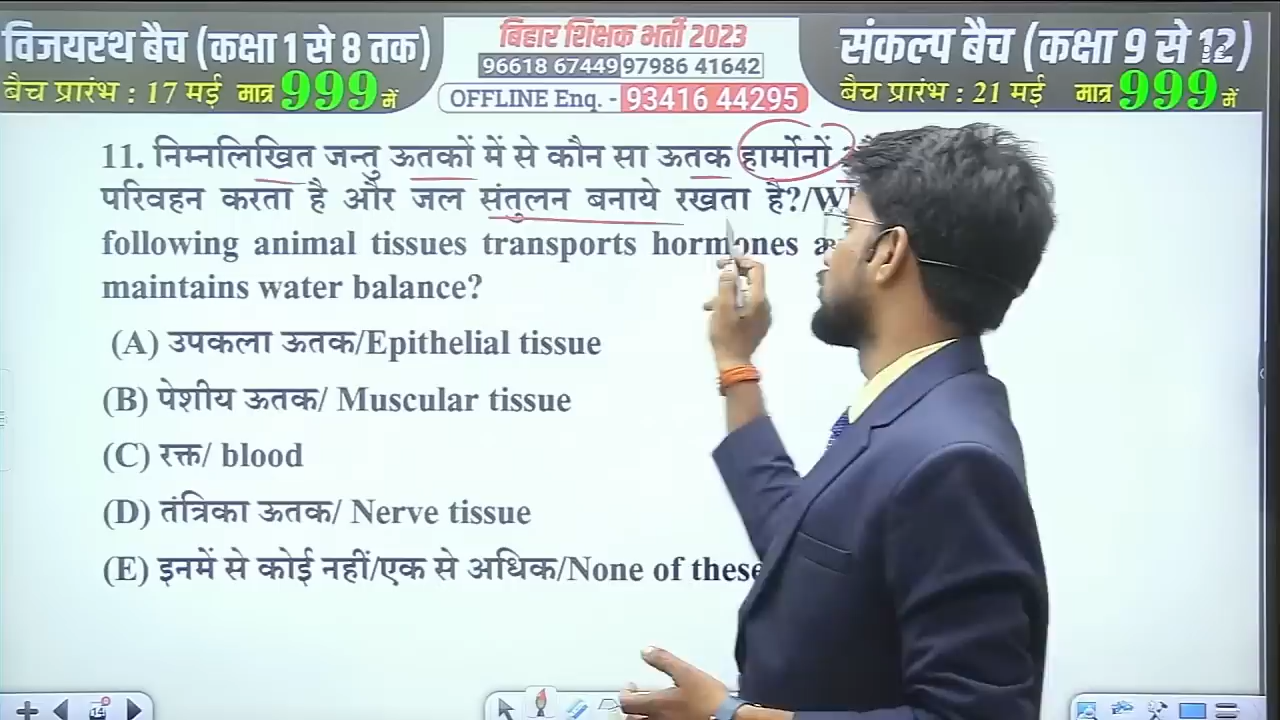 विजयरथ बैच (कक्षा 1 से 8 तक)
बैच प्रारंभ : 17 मई मात्र 999 में
बिहार शिक्षक भर्ती 2023
96618 67449 97986 41642
OFFLINE Enq. - 93416 44295
संकल्प बैच (कक्षा 9 से 12)
बैच प्रारंभ : 21 मई मात्र 999 में
11. निम्नलिखित जन्तु ऊतकों में से कौन सा ऊतक हार्मोनों
परिवहन करता है और जल संतुलन बनाये रखता है?/
following animal tissues transports hormones
maintains water balance?
(A) उपकला ऊतक/Epithelial tissue
(B) पेशीय ऊतक/ Muscular tissue
(C) रक्त/ blood
(D) तंत्रिका ऊतक/ Nerve tissue
(E) इनमें से कोई नहीं/एक से अधिक/None of these
14